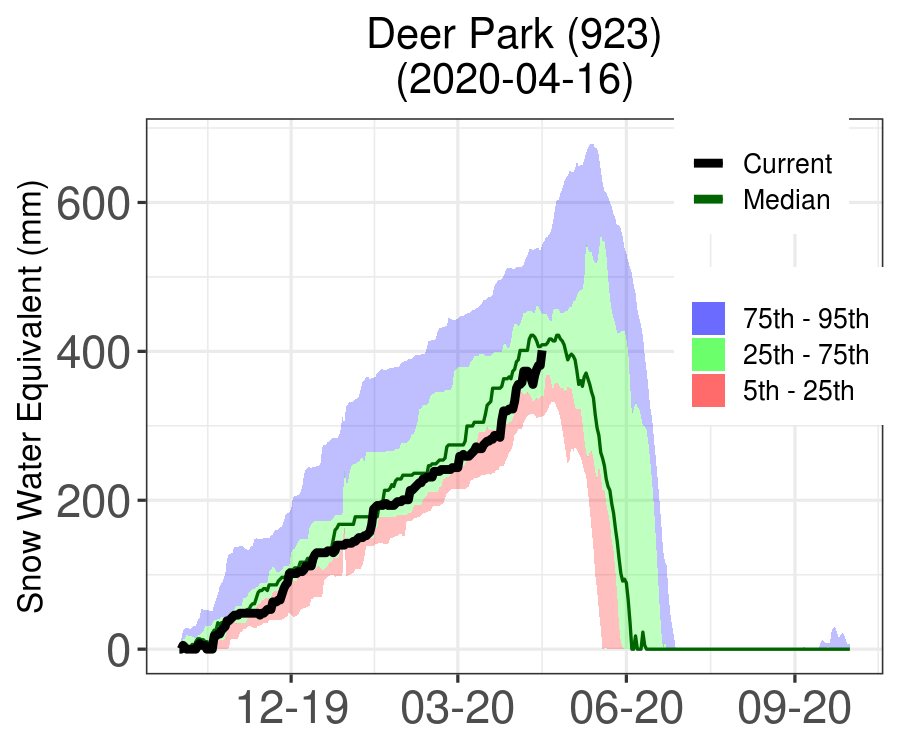 Deer Park (923)
(2020-04-16)
Snow Water Equivalent (mm)
600
400
200
0
12-19
03-20
06-20
09-20
Current
Median
75th - 95th
25th - 75th
5th - 25th